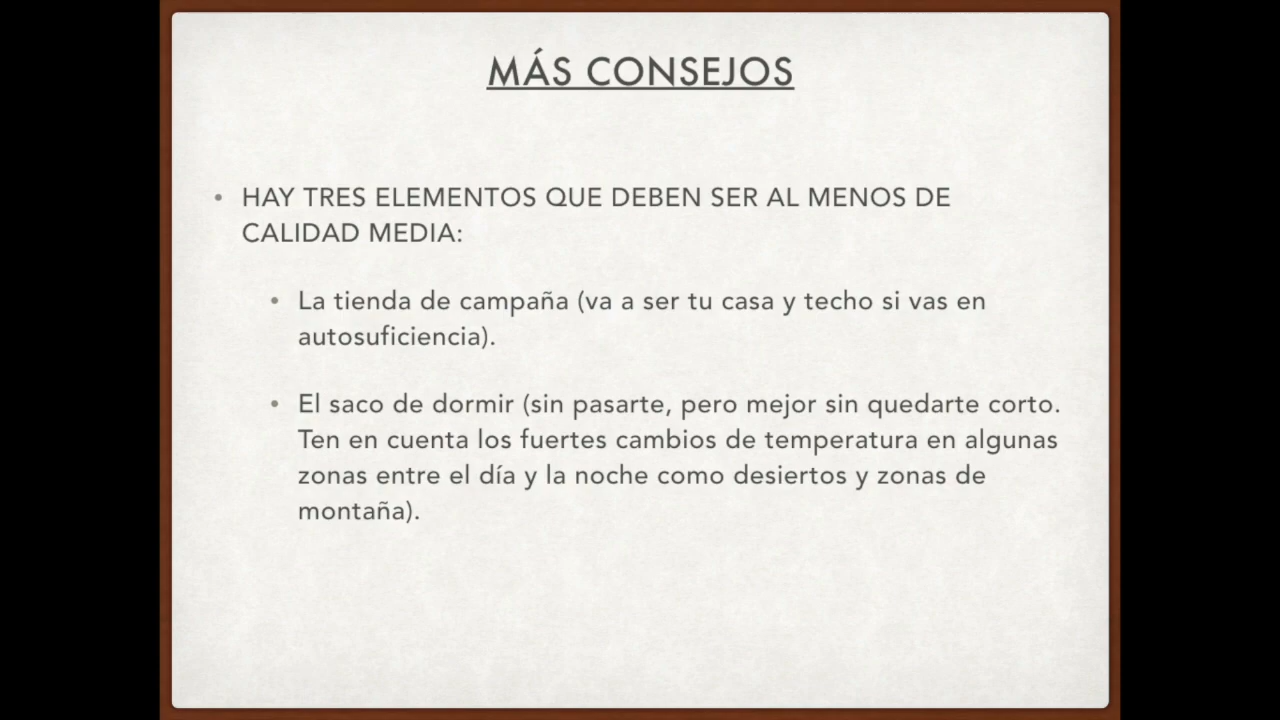 MÁS CONSEJOS
• HAY TRES ELEMENTOS QUE DEBEN SER AL MENOS DE
CALIDAD MEDIA:
• La tienda de campaña (va a ser tu casa y techo si vas en
autosuficiencia).
• El saco de dormir (sin pasarte, pero mejor sin quedarte corto.
Ten en cuenta los fuertes cambios de temperatura en algunas
zonas entre el día y la noche como desiertos y zonas de
montaña).